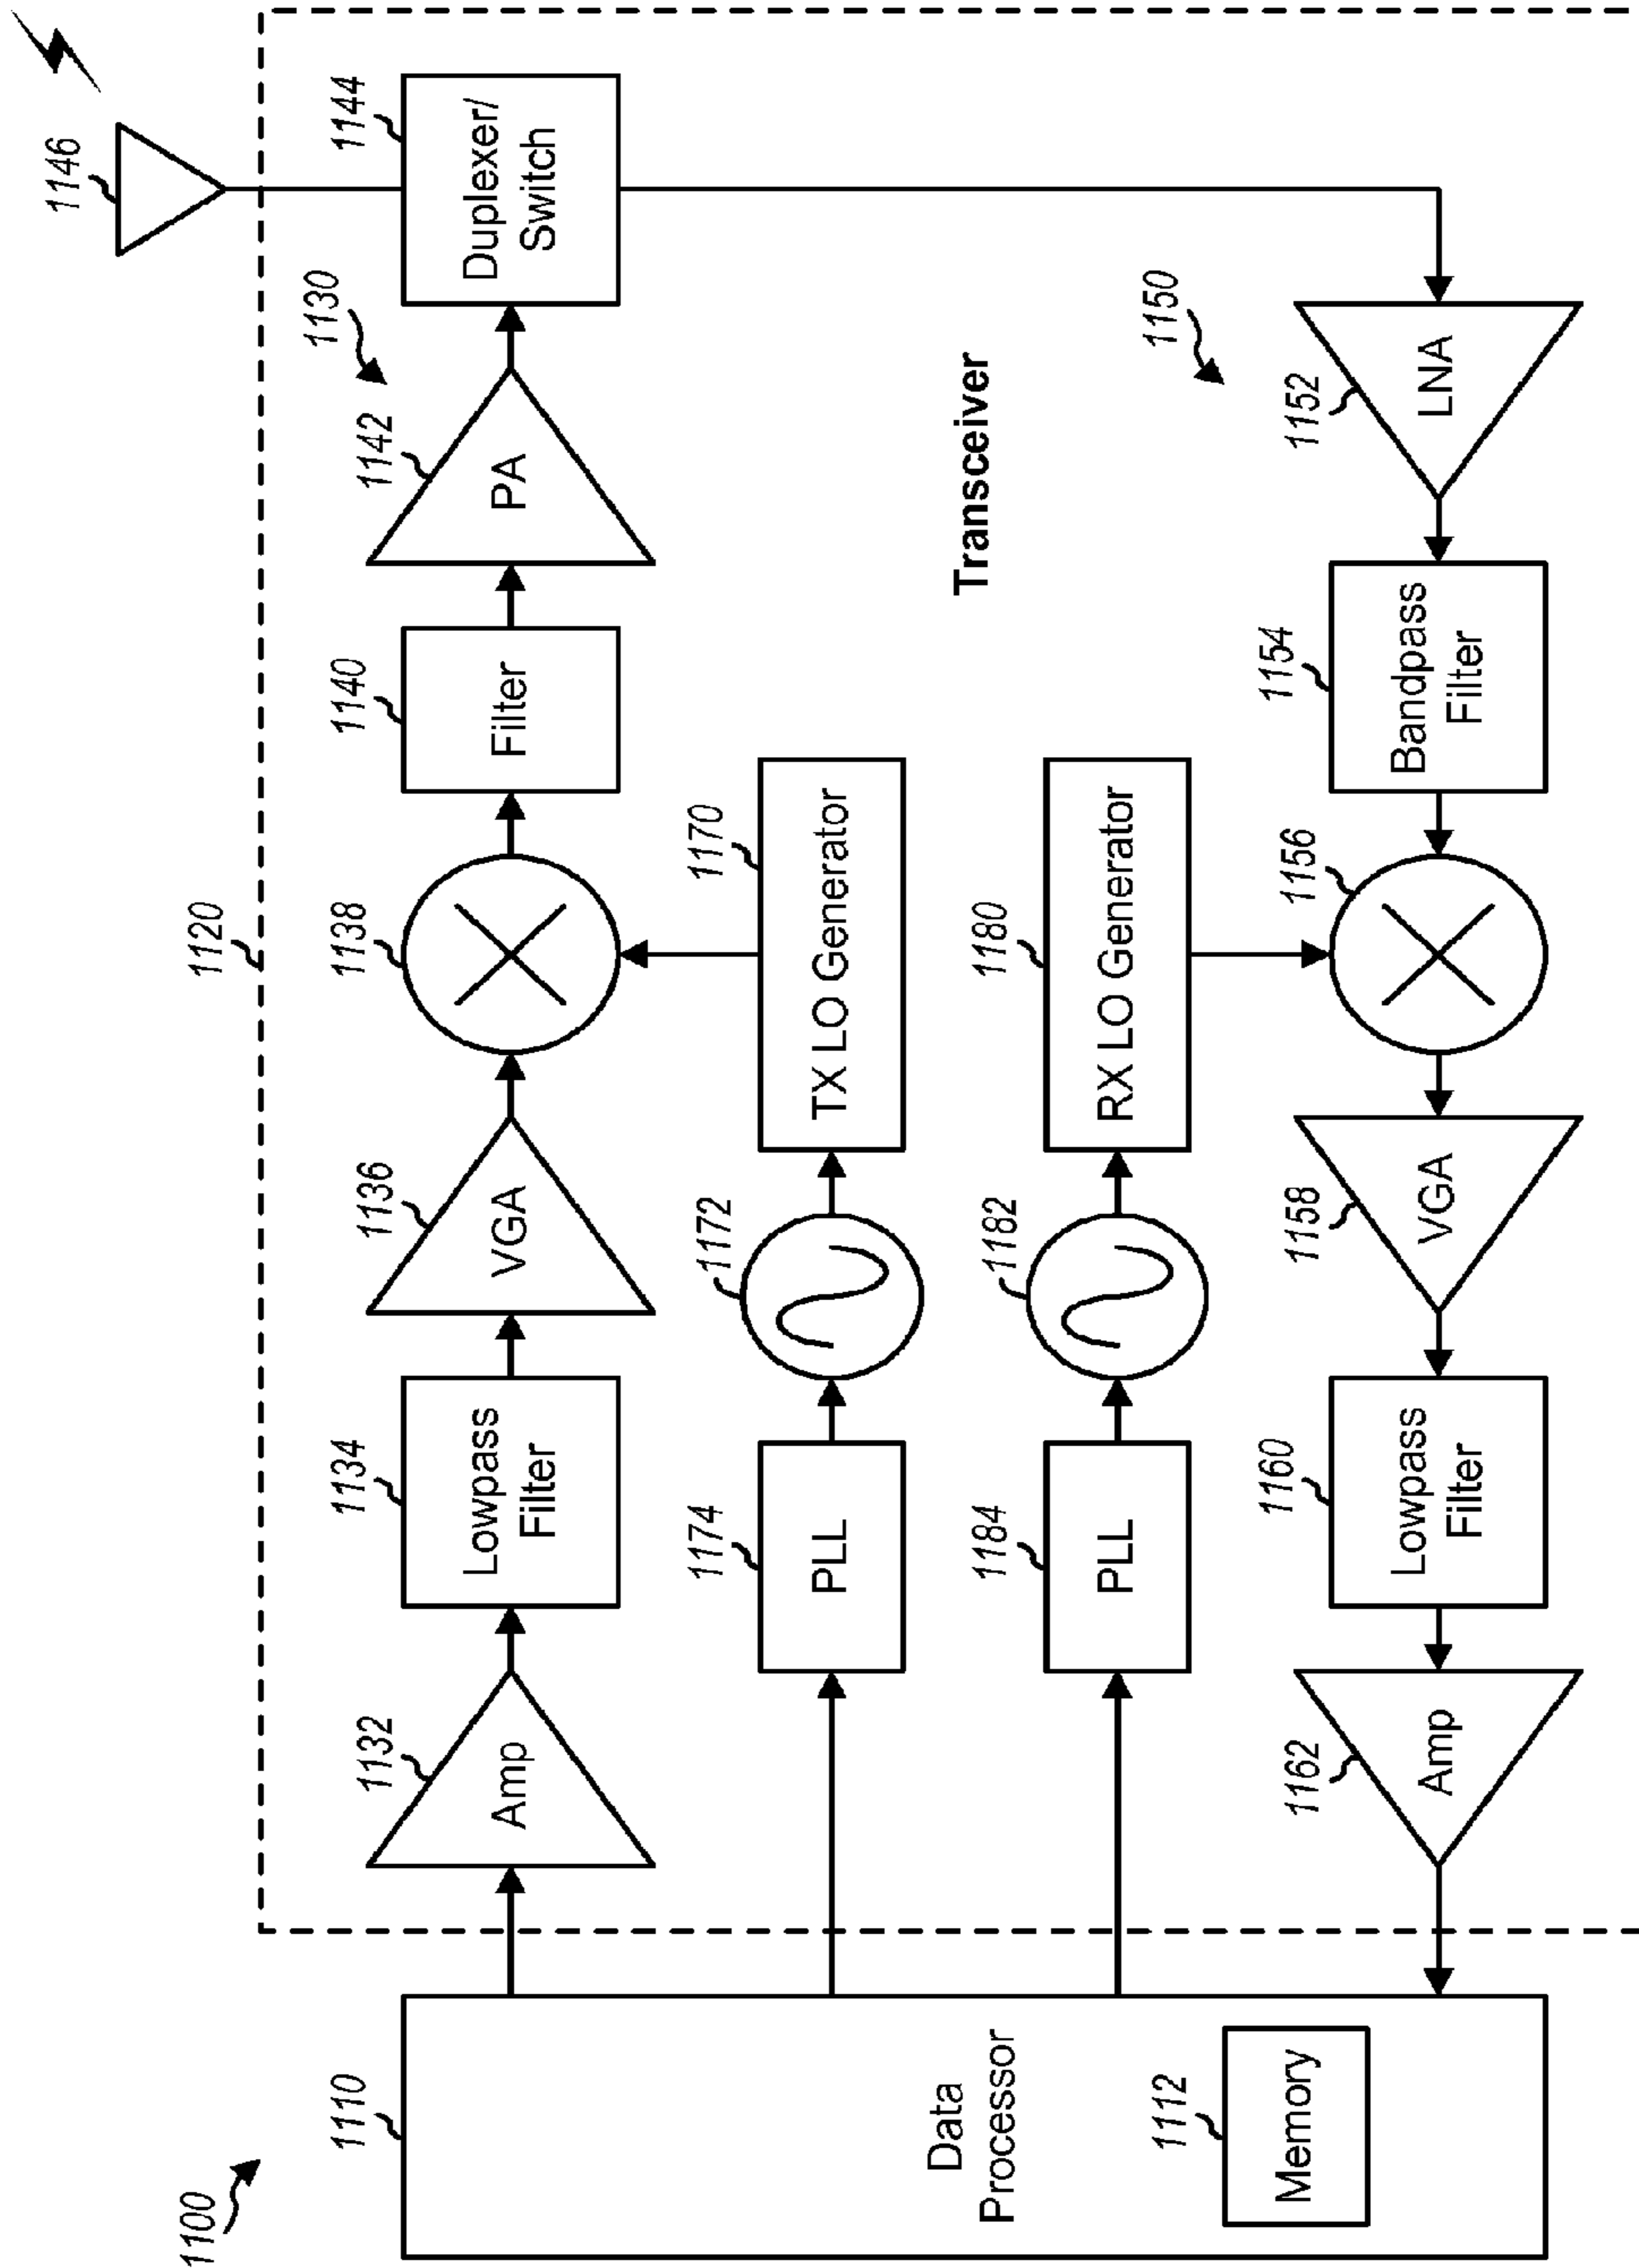 1100
1110
Data
Processor
1112
Memory
1120
1132
Amp
1134
Lowpass
Filter
1136
VGA
1138
1140
Filter
1142
PA
1130
1144
Duplexer/
Switch
1146
1174
PLL
1172
1170
TX LO Generator
1184
PLL
1182
1180
RX LO Generator
Transceiver
1150
1162
Amp
1160
Lowpass
Filter
1158
VGA
1156
1154
Bandpass
Filter
1152
LNA